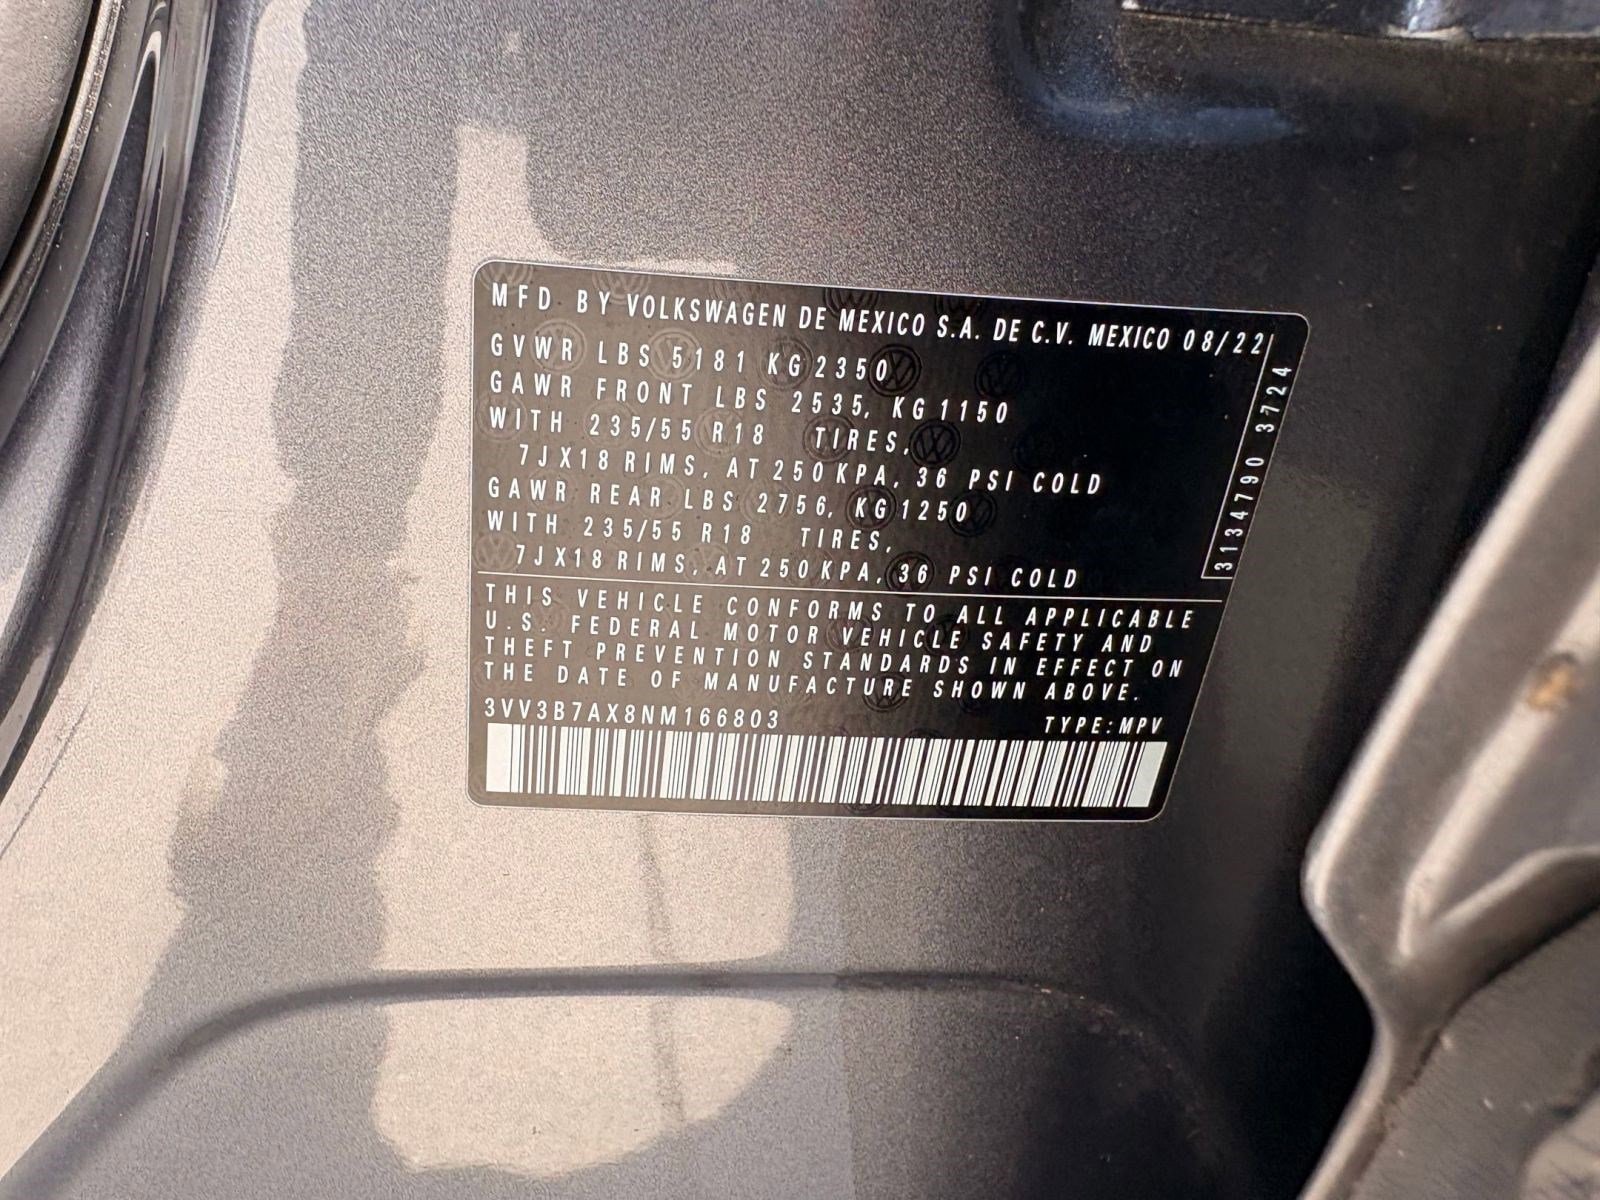 MFD BY VOLKSWAGEN DE MEXICO S.A. DE C.V. MEXICO 08/22
GVWR LBS 5181 KG 2350
GAWR FRONT LBS 2535, KG 1150
WITH 235/55 R18 TIRES,
7JX18 RIMS, AT 250 KPA, 36 PSI COLD
GAWR REAR LBS 2756, KG 1250
WITH 235/55 R18 TIRES,
7JX18 RIMS, AT 250 KPA, 36 PSI COLD
3134790 3724
THIS VEHICLE CONFORMS TO ALL APPLICABLE
U.S. FEDERAL MOTOR VEHICLE SAFETY AND
THEFT PREVENTION STANDARDS IN EFFECT ON
THE DATE OF MANUFACTURE SHOWN ABOVE.
3VV3B7AX8NM166803 TYPE: MPV